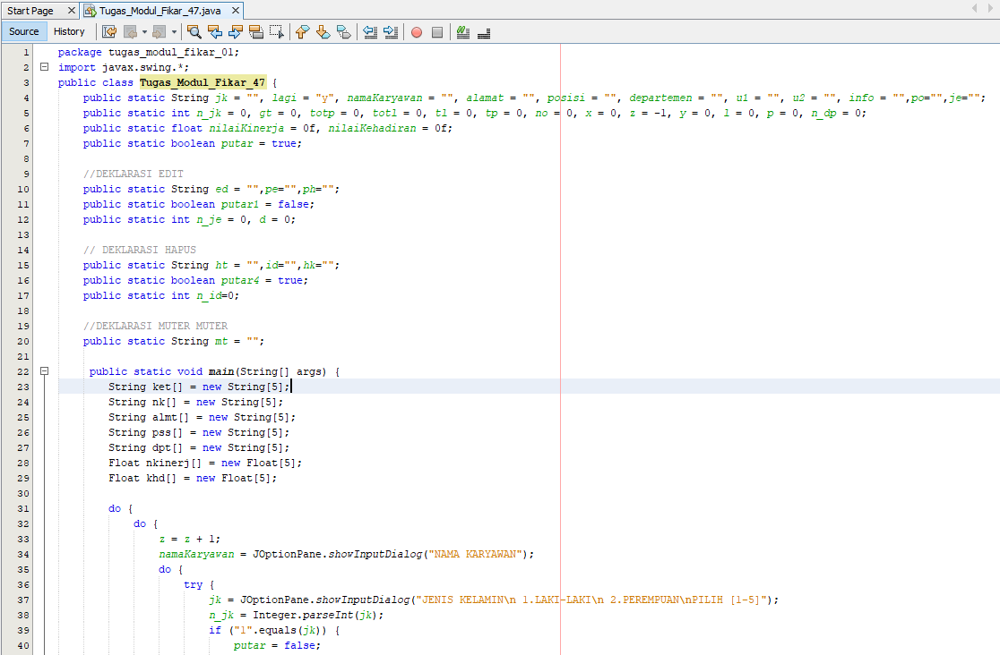 Start Page
Tugas_Modul_Fikar_47.java
Source History
1 package tugas_modul_fikar_01;
2 import javax.swing.*;
3 public class Tugas_Modul_Fikar_47 {
4 public static String jk = "", lagi = "y", namaKaryawan = "", alamat = "", posisi = "", departemen = "", u1 = "", u2 = "", info = "",po="",je="";
5 public static int n_jk = 0, gt = 0, totp = 0, totl = 0, tl = 0, tp = 0, no = 0, x = 0, z = -1, y = 0, l = 0, p = 0, n_dp = 0;
6 public static float nilaiKinerja = 0f, nilaiKehadiran = 0f;
7 public static boolean putar = true;
8
9 //DEKLARASI EDIT
10 public static String ed = "",pe="",ph="";
11 public static boolean putar1 = false;
12 public static int n_je = 0, d = 0;
13
14 // DEKLARASI HAPUS
15 public static String ht = "",id="",hk="";
16 public static boolean putar4 = true;
17 public static int n_id=0;
18
19 //DEKLARASI MUTER MUTER
20 public static String mt = "";
21
22 public static void main(String[] args) {
23 String ket[] = new String[5];
24 String nk[] = new String[5];
25 String almt[] = new String[5];
26 String pss[] = new String[5];
27 String dpt[] = new String[5];
28 Float nkinerj[] = new Float[5];
29 Float khd[] = new Float[5];
30
31 do {
32 do {
33 z = z + 1;
34 namaKaryawan = JOptionPane.showInputDialog("NAMA KARYAWAN");
35 do {
36 try {
37 jk = JOptionPane.showInputDialog("JENIS KELAMIN\n 1.LAKI-LAKI\n 2.PEREMPUAN\nPILIH [1-5]");
38 n_jk = Integer.parseInt(jk);
39 if ("1".equals(jk)) {
40 putar = false;